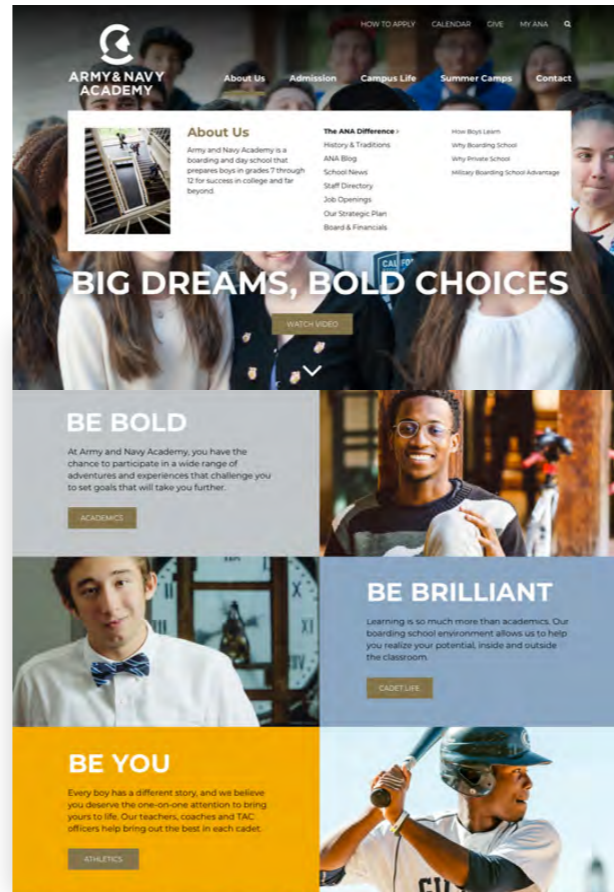 HOW TO APPLY CALENDAR GIVE MY ANA
ARMY & NAVY
ACADEMY
About Us Admission Campus Life Summer Camps Contact
About Us
Army and Navy Academy is a
boarding and day school that
prepares boys in grades 7 through
12 for success in college and far
beyond.
The ANA Difference >
History & Traditions
ANA Blog
School News
Staff Directory
Job Openings
Our Strategic Plan
Board & Financials
How Boys Learn
Why Boarding School
Why Private School
Military Boarding School Advantage
BIG DREAMS, BOLD CHOICES
WATCH VIDEO
BE BOLD
At Army and Navy Academy, you have the
chance to participate in a wide range of
adventures and experiences that challenge you
to set goals that will take you further.
ACADEMICS
BE BRILLIANT
Learning is so much more than academics. Our
boarding school environment allows us to help
you realize your potential, inside and outside
the classroom.
CADET LIFE
BE YOU
Every boy has a different story, and we believe
you deserve the one-on-one attention to bring
yours to life. Our teachers, coaches and TAC
officers help bring out the best in each cadet.
ATHLETICS